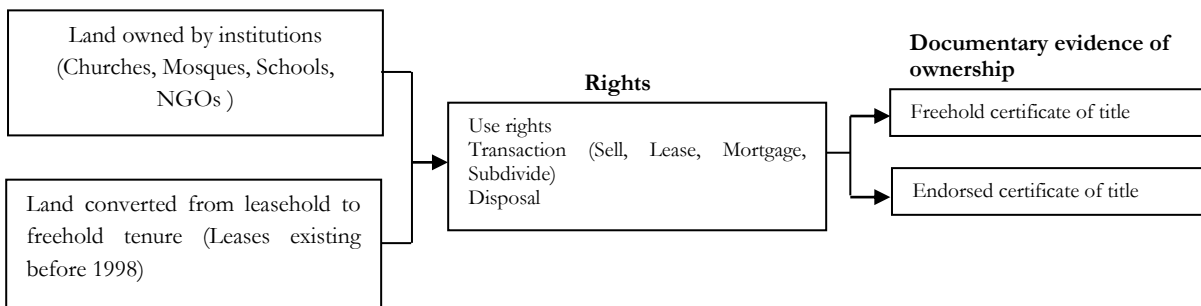 Land owned by institutions
(Churches, Mosques, Schools,
NGOs )
Land converted from leasehold to
freehold tenure (Leases existing
before 1998)
Rights
Use rights
Transaction (Sell, Lease, Mortgage,
Subdivide)
Disposal
Documentary evidence of
ownership
Freehold certificate of title
Endorsed certificate of title